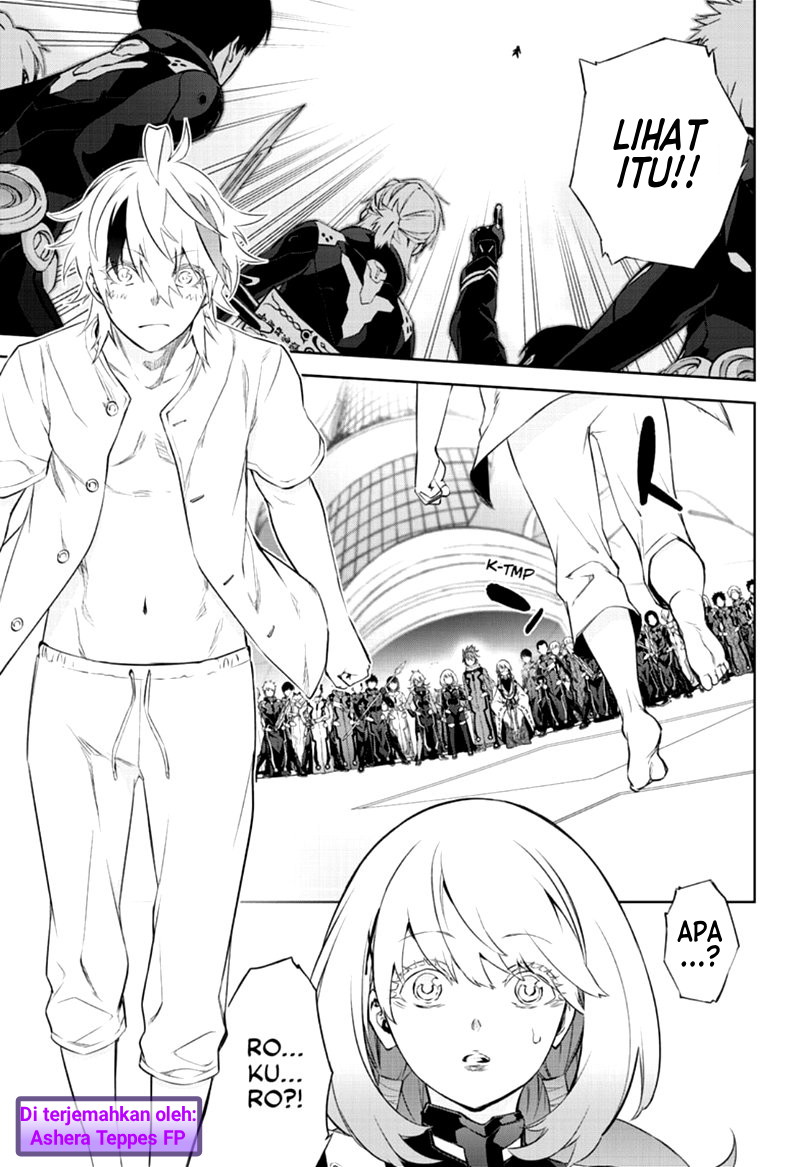 LIHAT
ITU!!
K-TMP
APA
...?
RO...
KU...
RO?!
Di terjemahkan oleh:
Ashera Teppes FP